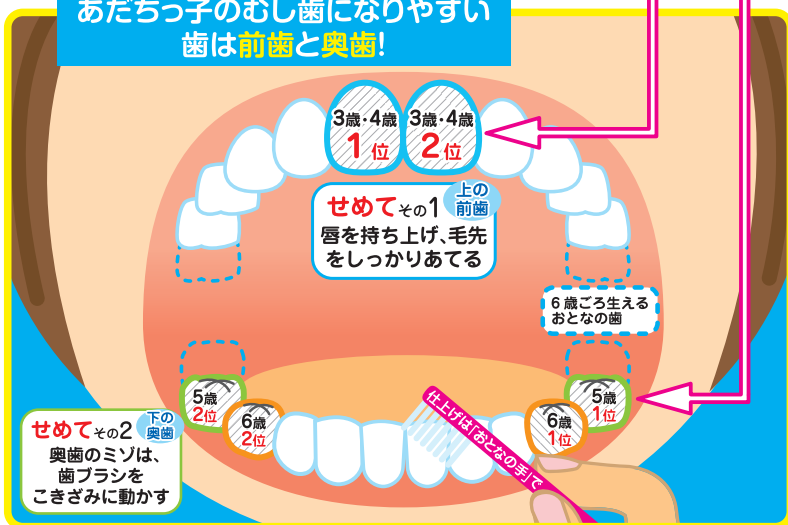 あだちっ子のむし歯になりやすい
歯は前歯と奥歯!
3歳・4歳
1位
3歳・4歳
2位
せめてその1
上の
前歯
唇を持ち上げ、毛先
をしっかりあてる
6歳ごろ生える
おとなの歯
5歳
2位
6歳
2位
6歳
1位
5歳
1位
せめてその2
下の
奥歯
奥歯のミゾは、
歯ブラシを
こきざみに動かす
仕上げは「おとなの手」で